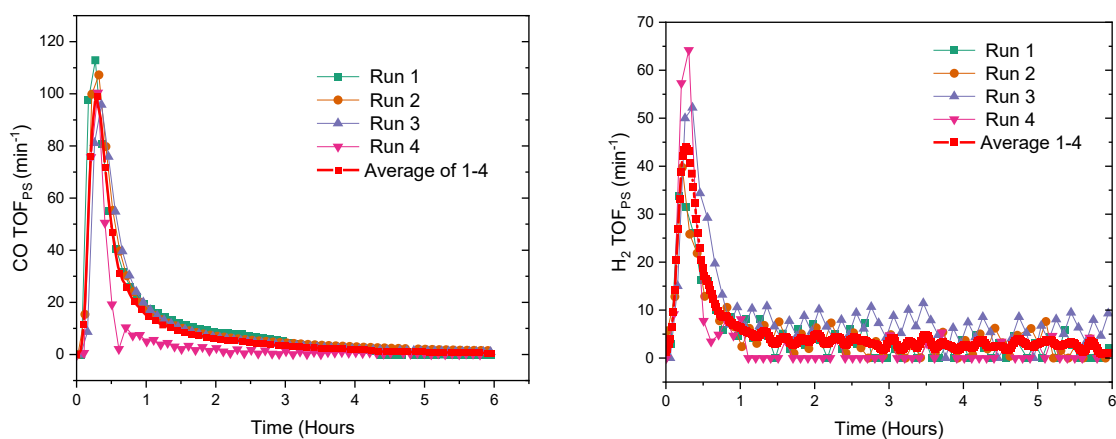 CO TOF_PS (min⁻¹)
120
100
80
60
40
20
0
0 1 2 3 4 5 6
Time (Hours
Run 1
Run 2
Run 3
Run 4
Average of 1-4
H₂ TOF_PS (min⁻¹)
70
60
50
40
30
20
10
0
0 1 2 3 4 5 6
Time (Hours)
Run 1
Run 2
Run 3
Run 4
Average 1-4